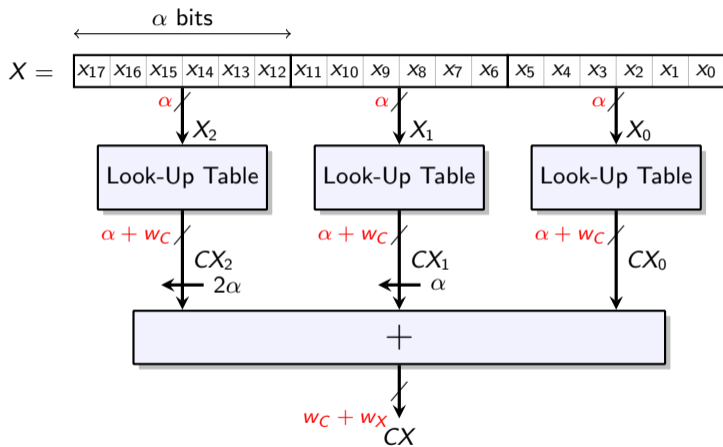 α bits
X = x17 x16 x15 x14 x13 x12 x11 x10 x9 x8 x7 x6 x5 x4 x3 x2 x1 x0
α α α
X2 X1 X0
Look-Up Table Look-Up Table Look-Up Table
α + wC α + wC α + wC
CX2 CX1 CX0
2α α
+
wC + wX
CX